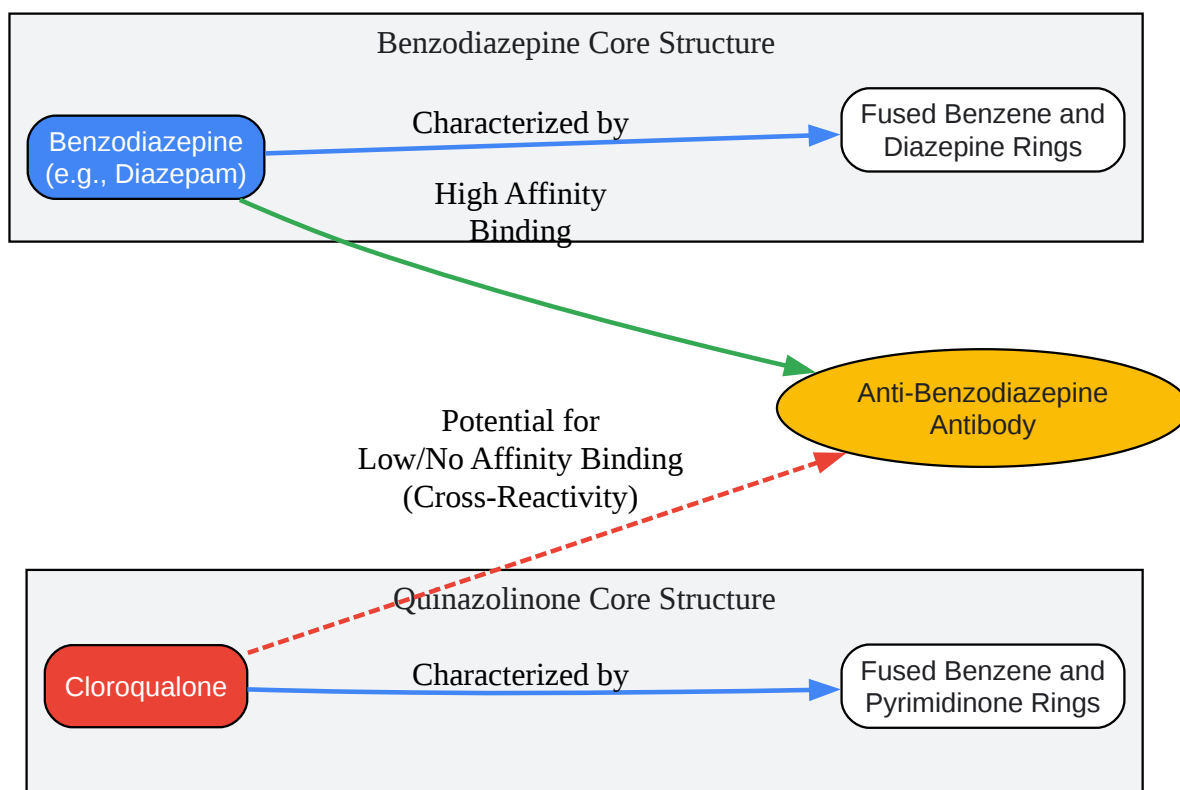 Benzodiazepine Core Structure
Benzodiazepine
(e.g., Diazepam)
Characterized by
Fused Benzene and
Diazepine Rings
High Affinity
Binding
Anti-Benzodiazepine
Antibody
Potential for
Low/No Affinity Binding
(Cross-Reactivity)
Quinazolinone Core Structure
Cloroqualone
Characterized by
Fused Benzene and
Pyrimidinone Rings